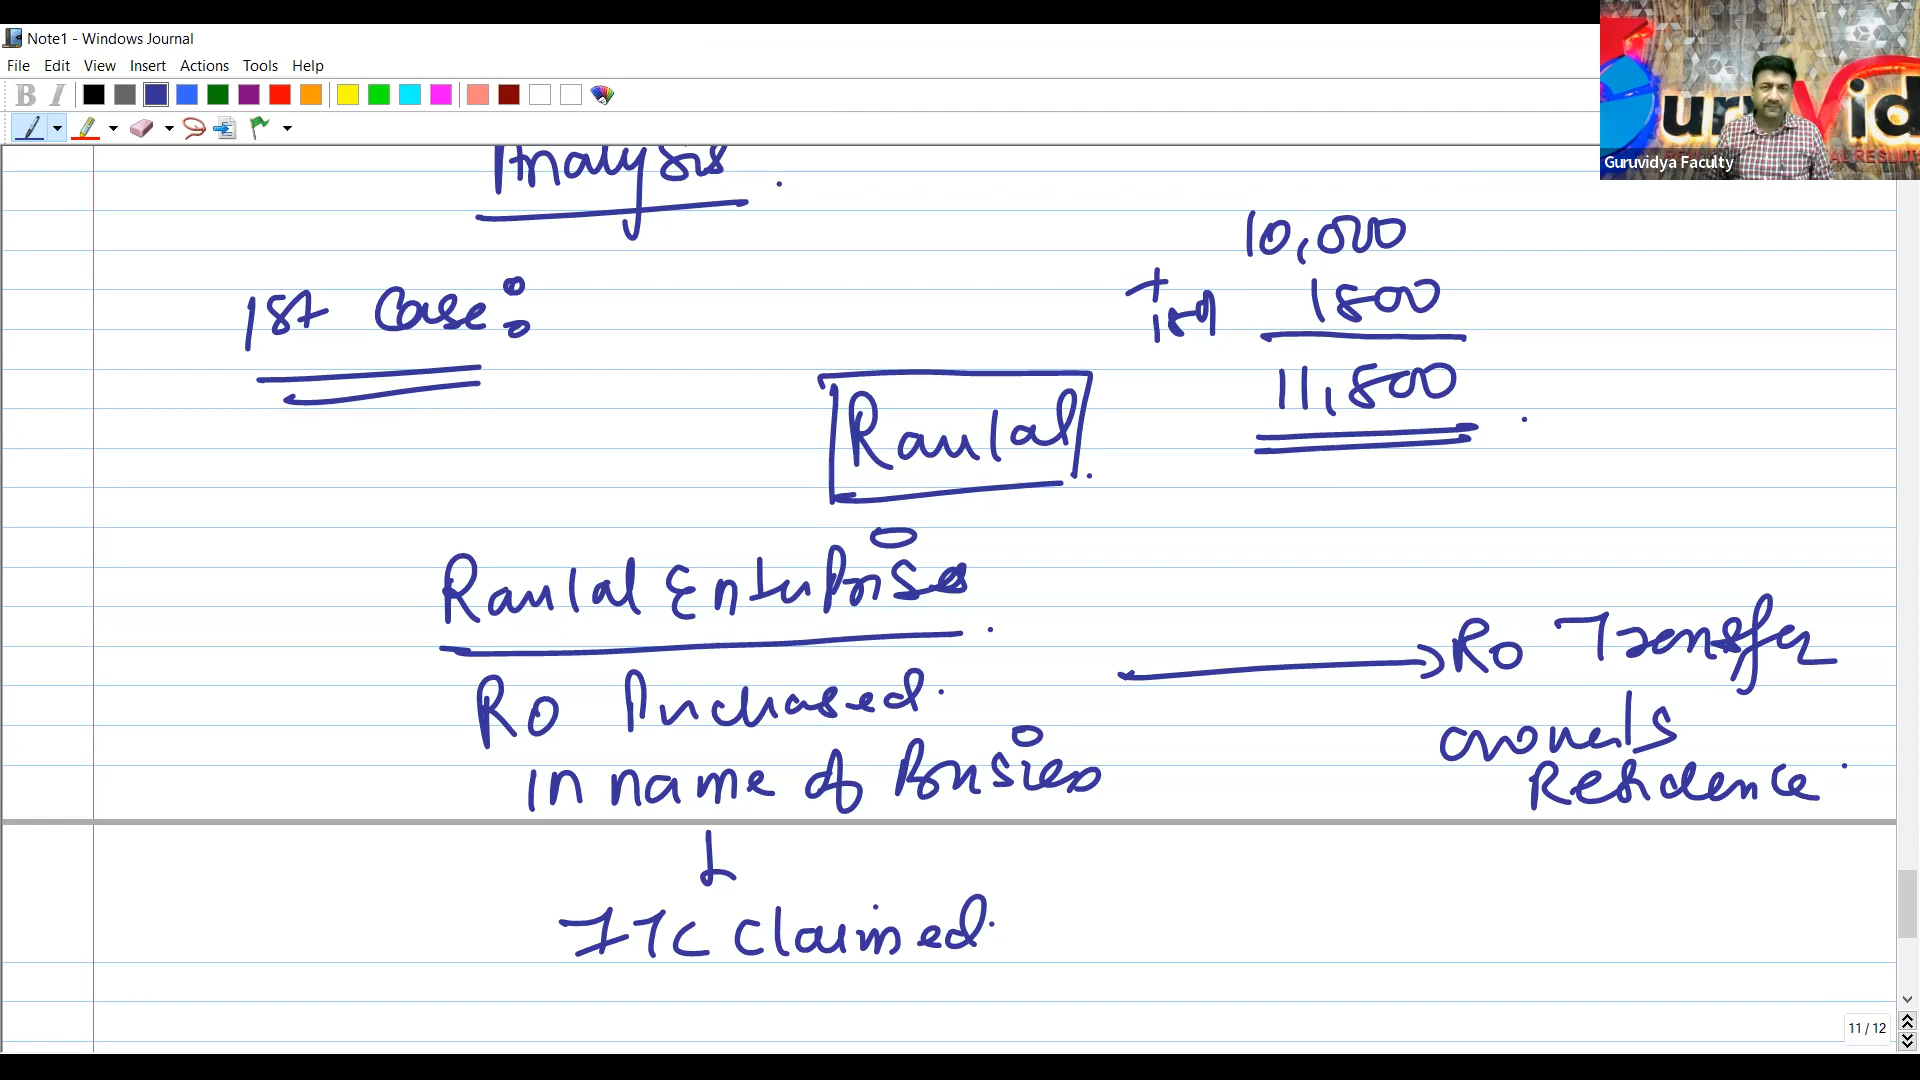 Note1 - Windows Journal
File Edit View Insert Actions Tools Help
B I
Guruvidya Faculty
Analysis
10,000
1st Case:
+ 1800
11,800
Ramlal
Ramlal Enterprises
RO Purchased
in name of Business
RO Transfer
owner's
Residence
ITC Claimed
11 / 12